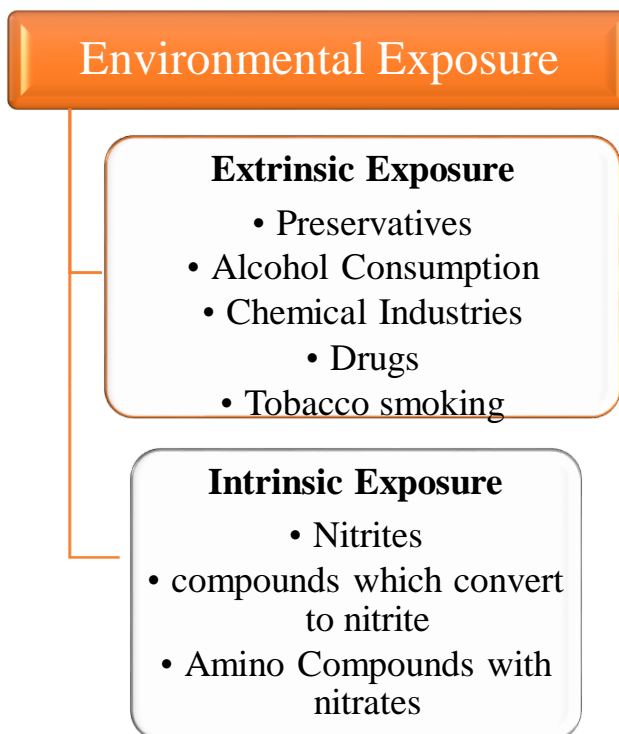 Environmental Exposure
Extrinsic Exposure
• Preservatives
• Alcohol Consumption
• Chemical Industries
• Drugs
• Tobacco smoking
Intrinsic Exposure
• Nitrites
• compounds which convert
to nitrite
• Amino Compounds with
nitrates